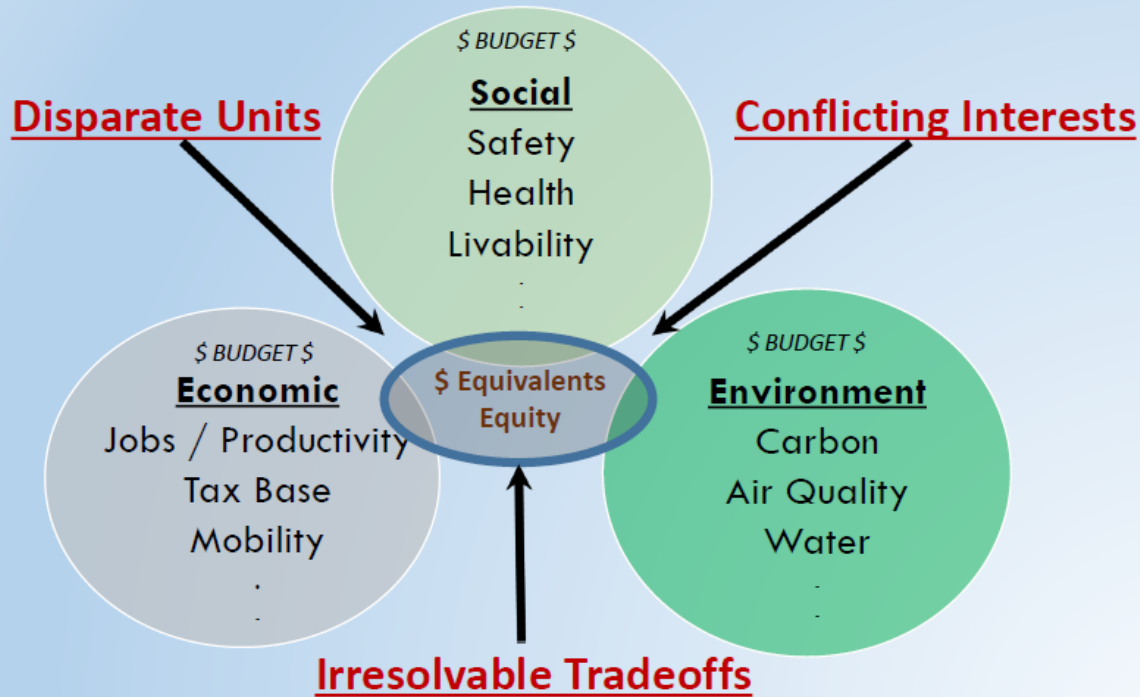 $ BUDGET $
Social
Safety
Health
Livability
.
.
Disparate Units
Conflicting Interests
$ BUDGET $
Economic
Jobs / Productivity
Tax Base
Mobility
.
.
$ Equivalents
Equity
$ BUDGET $
Environment
Carbon
Air Quality
Water
.
.
Irresolvable Tradeoffs